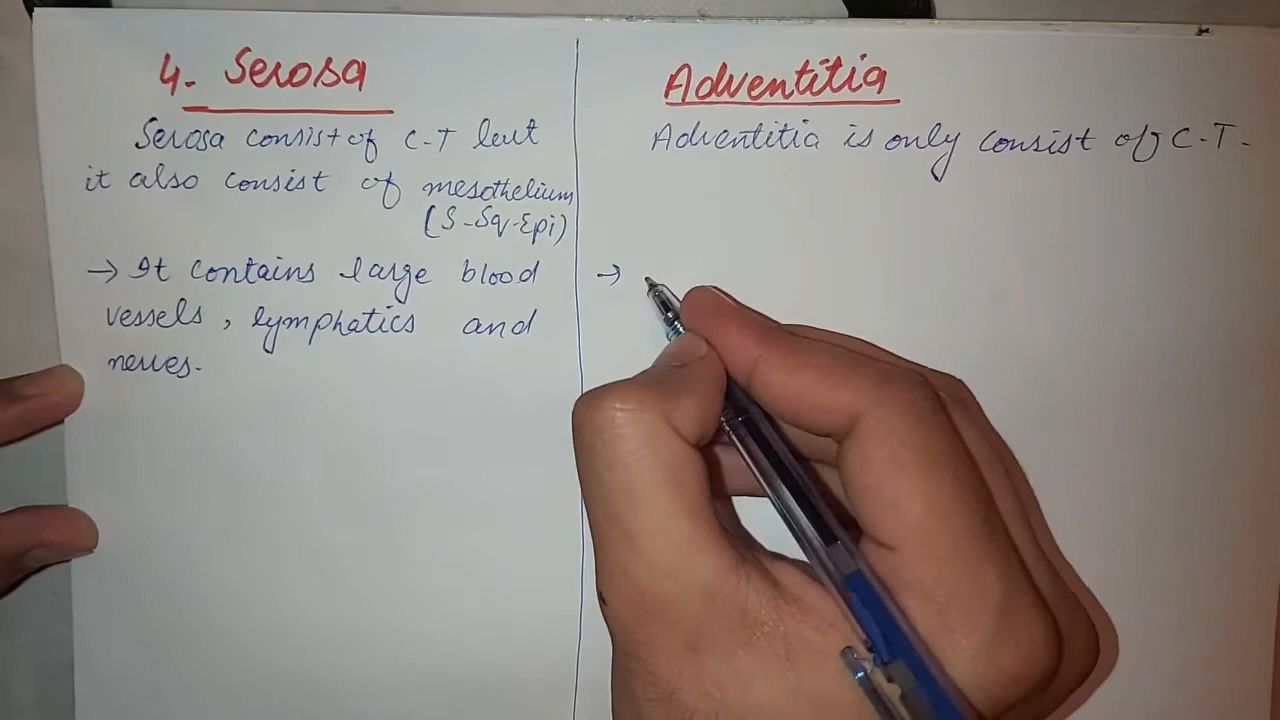 4. Serosa
Serosa consist of C-T but
it also consist of mesothelium
(S-Sq-Epi)
→ It contains large blood
vessels, lymphatics and
nerves.
Adventitia
Adventitia is only consist of C.T.
→